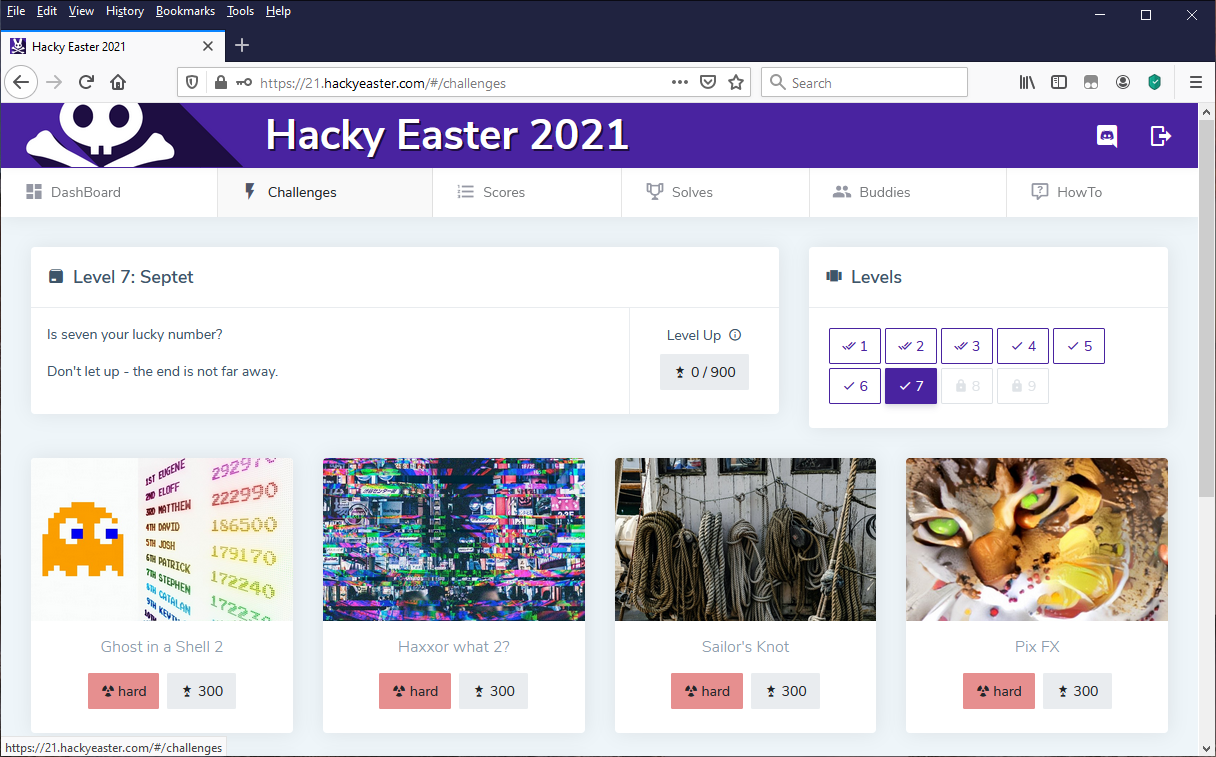 File Edit View History Bookmarks Tools Help
Hacky Easter 2021
https://21.hackyeaster.com/#/challenges
Search
Hacky Easter 2021
DashBoard Challenges Scores Solves Buddies HowTo
Level 7: Septet
Is seven your lucky number?
Don't let up - the end is not far away.
Level Up
0 / 900
Levels
1 2 3 4 5
6 7 8 9
1ST EUGENE
2ND ELOFF 222990
3RD MATTHEW
4TH DAVID 186500
5TH JOSH 179170
6TH PATRICK
7TH STEPHEN 172240
8TH CATALAN
Ghost in a Shell 2
hard 300
Haxxor what 2?
hard 300
Sailor's Knot
hard 300
Pix FX
hard 300
https://21.hackyeaster.com/#/challenges